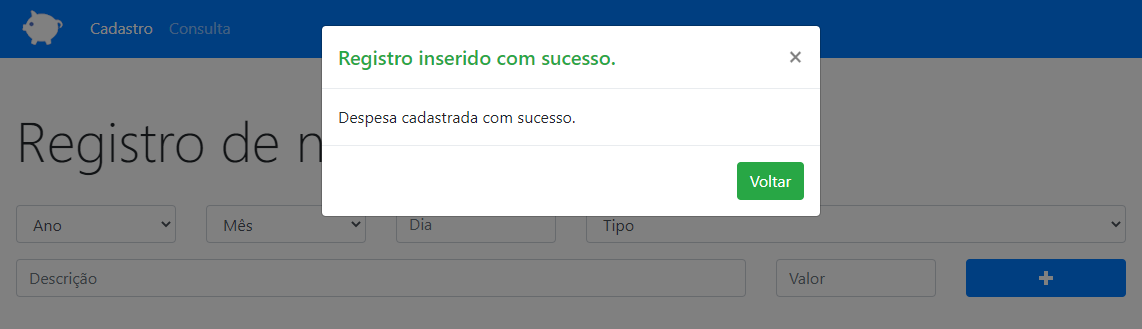 Cadastro Consulta
Registro inserido com sucesso. ×
Despesa cadastrada com sucesso.
Voltar
Registro de n
Ano Mês Dia Tipo
Descrição Valor